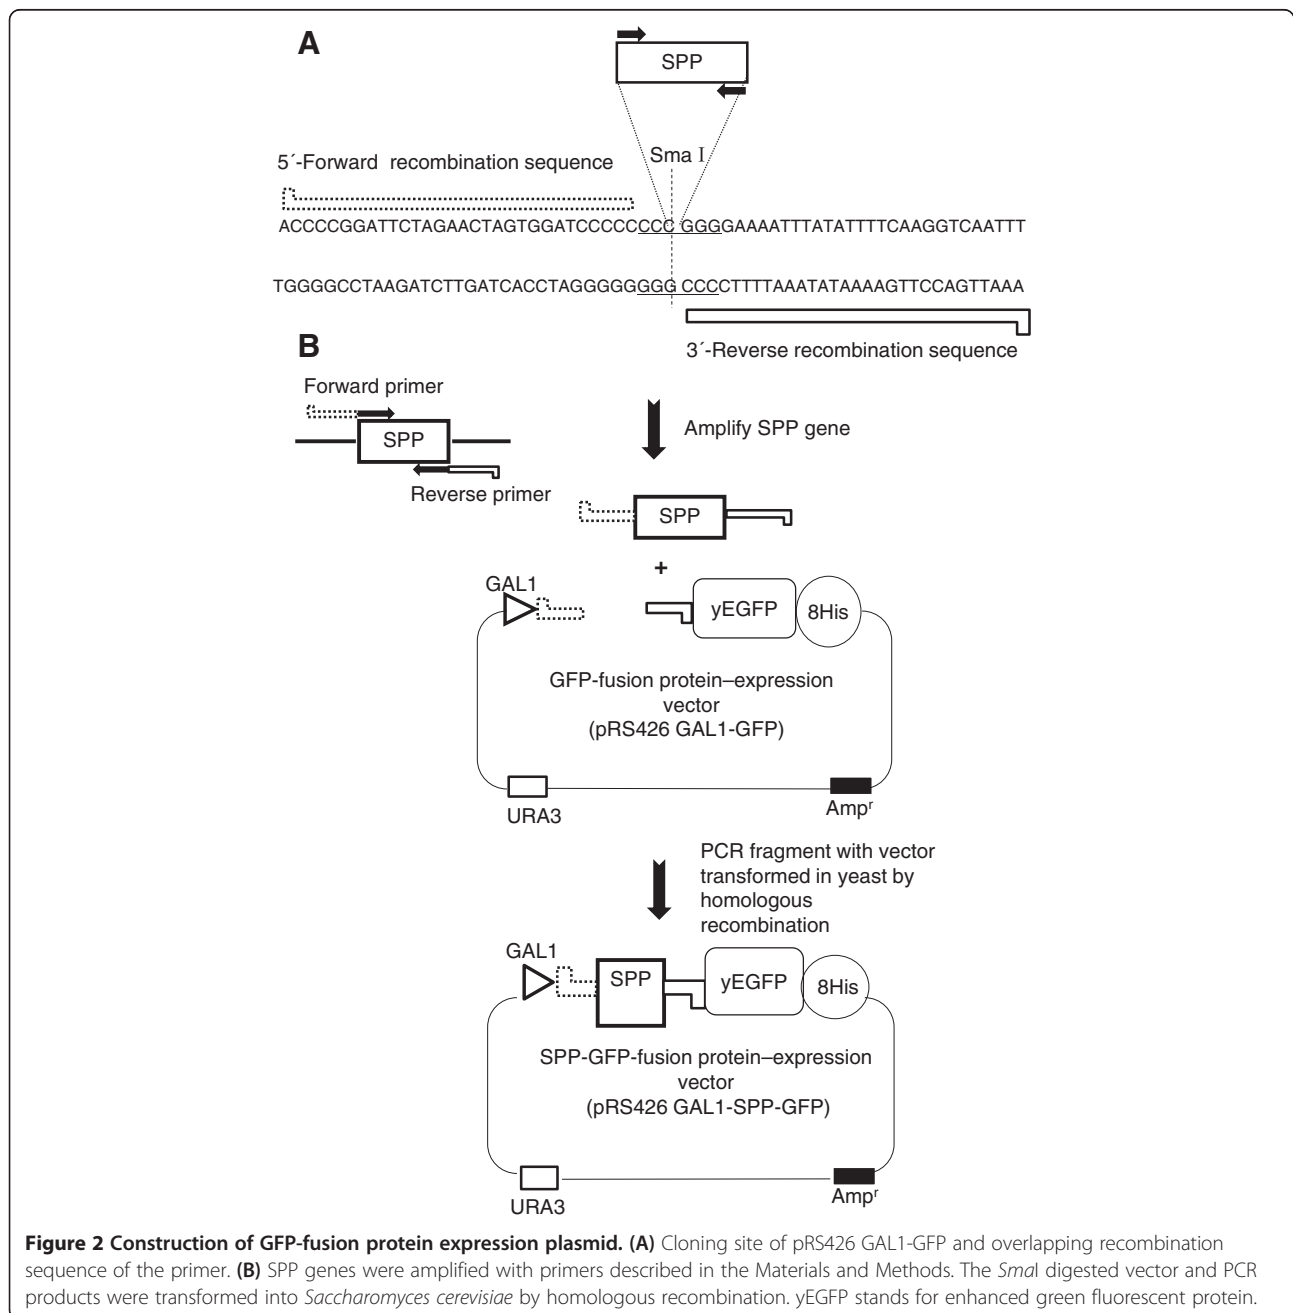 A
SPP
Sma I
5´-Forward recombination sequence
ACCCCGGATTCTAGAACTAGTGGATCCCCCCCCC GGGGAAAATTTATATTTTCAAGGTCAATTT
TGGGGCCTAAGATCTTGATCACCTAGGGGGGGG CCCCTTTTAAATATAAAAGTTCCAGTTAAA
3´-Reverse recombination sequence
B
Forward primer
SPP
Reverse primer
Amplify SPP gene
SPP
+
GAL1
yEGFP
8His
GFP-fusion protein–expression
vector
(pRS426 GAL1-GFP)
URA3
Ampʳ
PCR fragment with vector
transformed in yeast by
homologous
recombination
GAL1
SPP
yEGFP
8His
SPP-GFP-fusion protein–expression
vector
(pRS426 GAL1-SPP-GFP)
URA3
Ampʳ
Figure 2 Construction of GFP-fusion protein expression plasmid. (A) Cloning site of pRS426 GAL1-GFP and overlapping recombination
sequence of the primer. (B) SPP genes were amplified with primers described in the Materials and Methods. The SmaI digested vector and PCR
products were transformed into Saccharomyces cerevisiae by homologous recombination. yEGFP stands for enhanced green fluorescent protein.